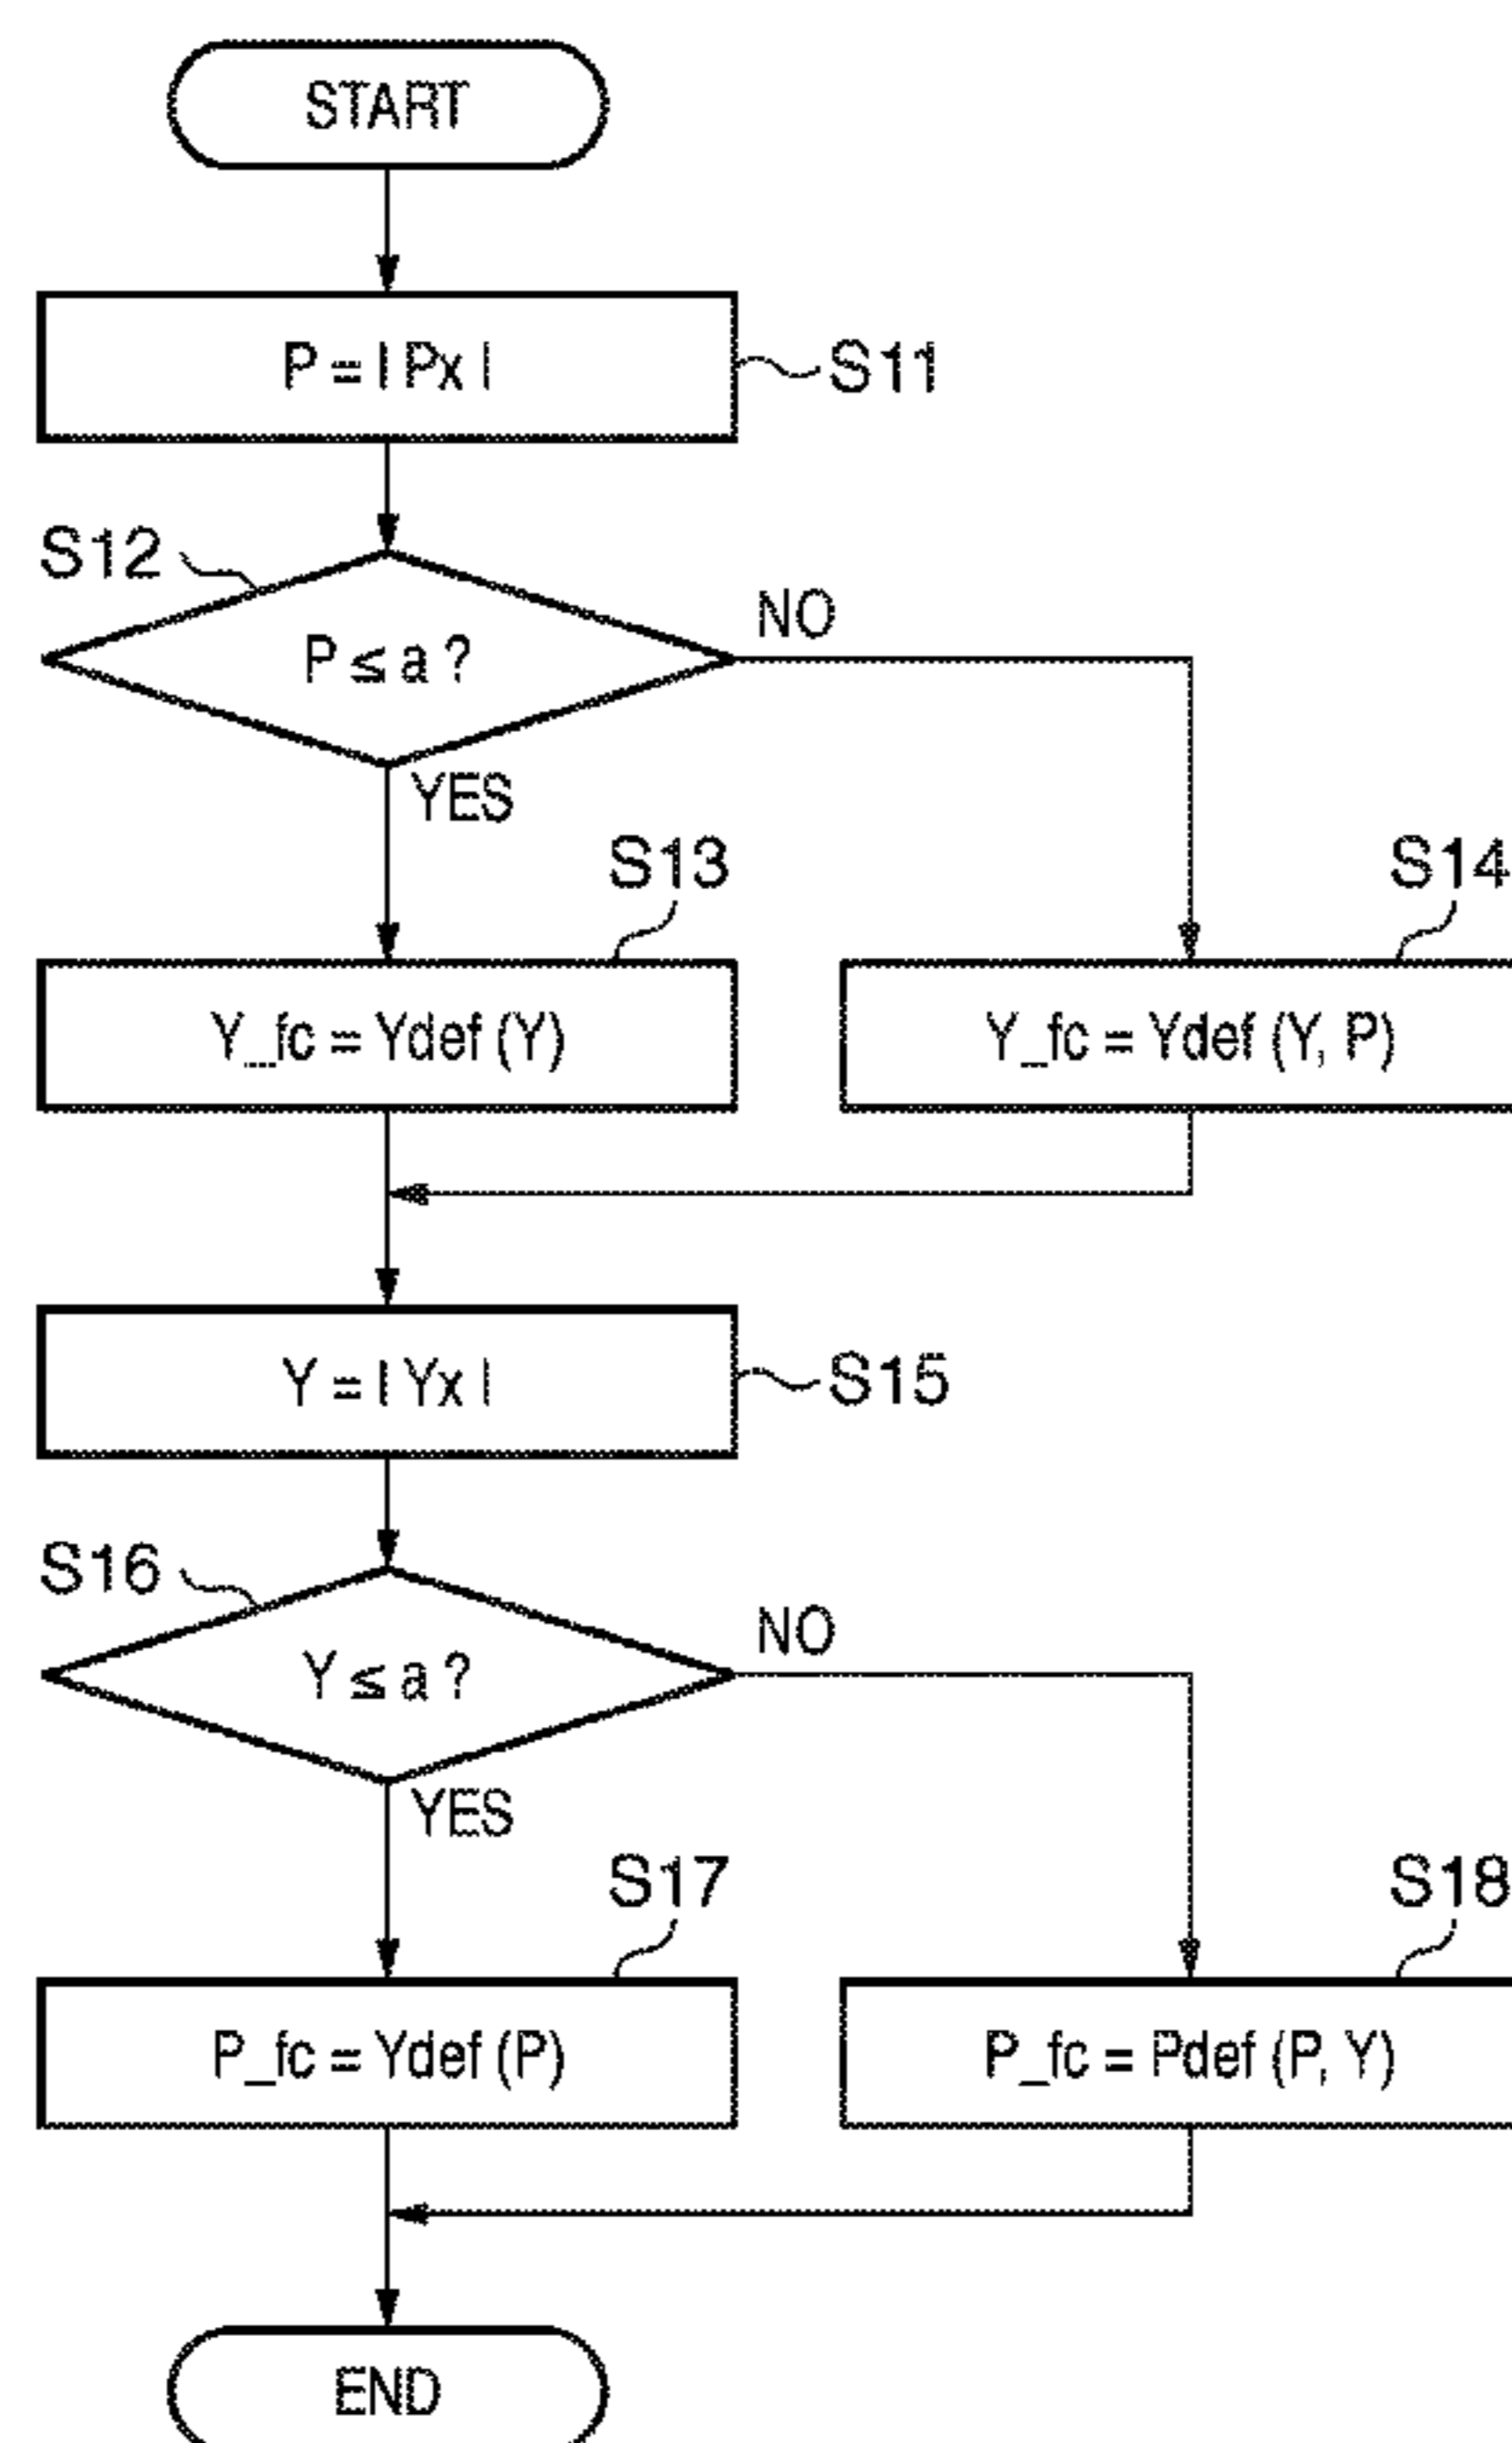 START
P = | Px |
S11
S12
P ≦ a ?
NO
YES
S13
S14
Y_fc = Ydef (Y)
Y_fc = Ydef (Y, P)
Y = | Yx |
S15
S16
Y ≦ a ?
NO
YES
S17
S18
P_fc = Ydef (P)
P_fc = Pdef (P, Y)
END